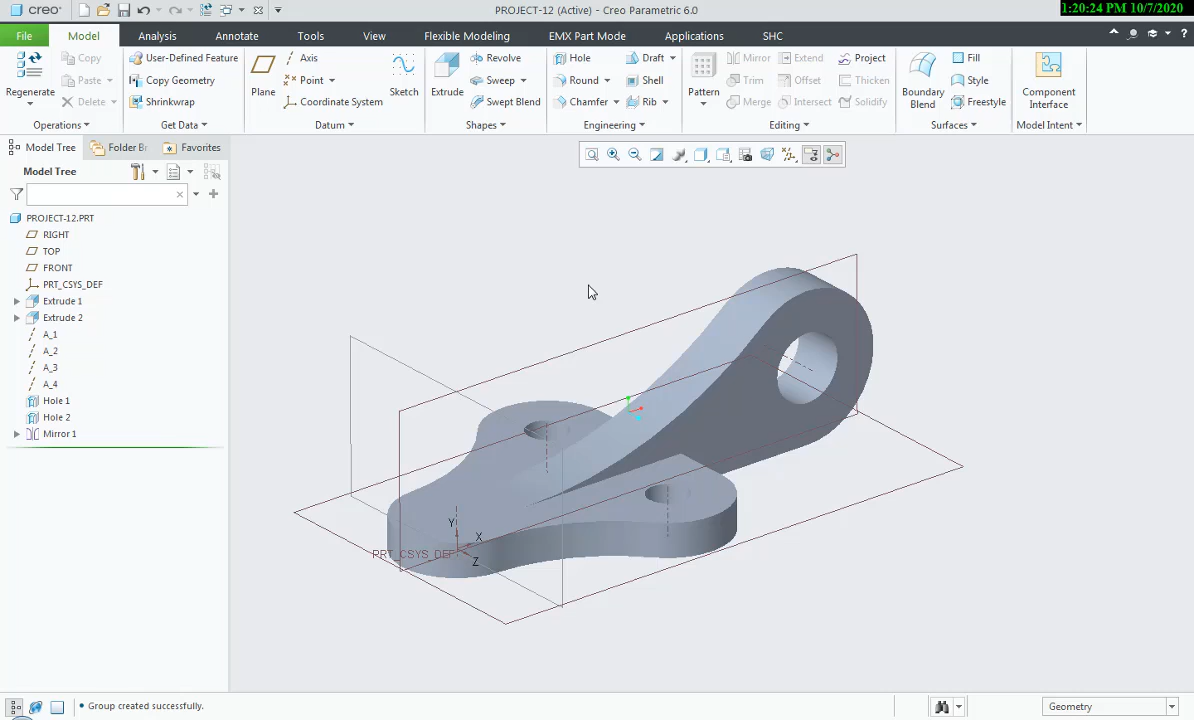 creo
PROJECT-12 (Active) - Creo Parametric 6.0
1:20:24 PM 10/7/2020
File Model Analysis Annotate Tools View Flexible Modeling EMX Part Mode Applications SHC
Regenerate
Copy
Paste
Delete
Operations
User-Defined Feature
Copy Geometry
Shrinkwrap
Get Data
Plane
Axis
Point
Coordinate System
Sketch
Datum
Extrude
Revolve
Sweep
Swept Blend
Shapes
Hole
Round
Chamfer
Draft
Shell
Rib
Engineering
Pattern
Mirror
Trim
Merge
Extend
Offset
Intersect
Project
Thicken
Solidify
Editing
Boundary
Blend
Fill
Style
Freestyle
Surfaces
Component
Interface
Model Intent
Model Tree Folder Br Favorites
Model Tree
PROJECT-12.PRT
RIGHT
TOP
FRONT
PRT_CSYS_DEF
Extrude 1
Extrude 2
A_1
A_2
A_3
A_4
Hole 1
Hole 2
Mirror 1
Y
X
PRT_CSYS_DEF
Z
• Group created successfully.
Geometry